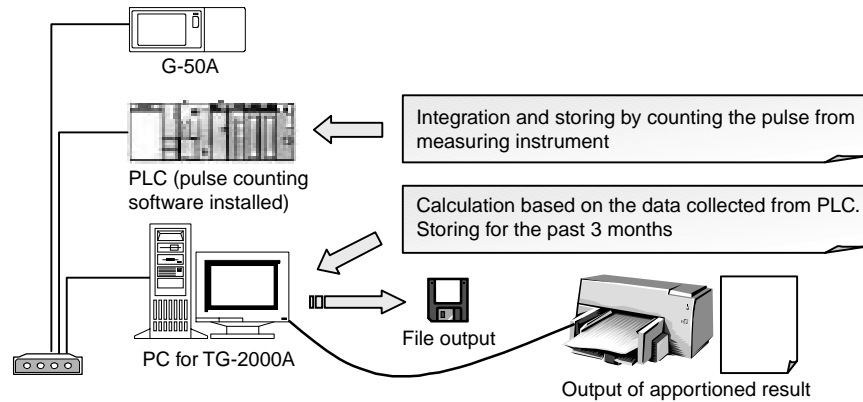 G-50A
Integration and storing by counting the pulse from
measuring instrument
PLC (pulse counting
software installed)
Calculation based on the data collected from PLC.
Storing for the past 3 months
File output
PC for TG-2000A
Output of apportioned result